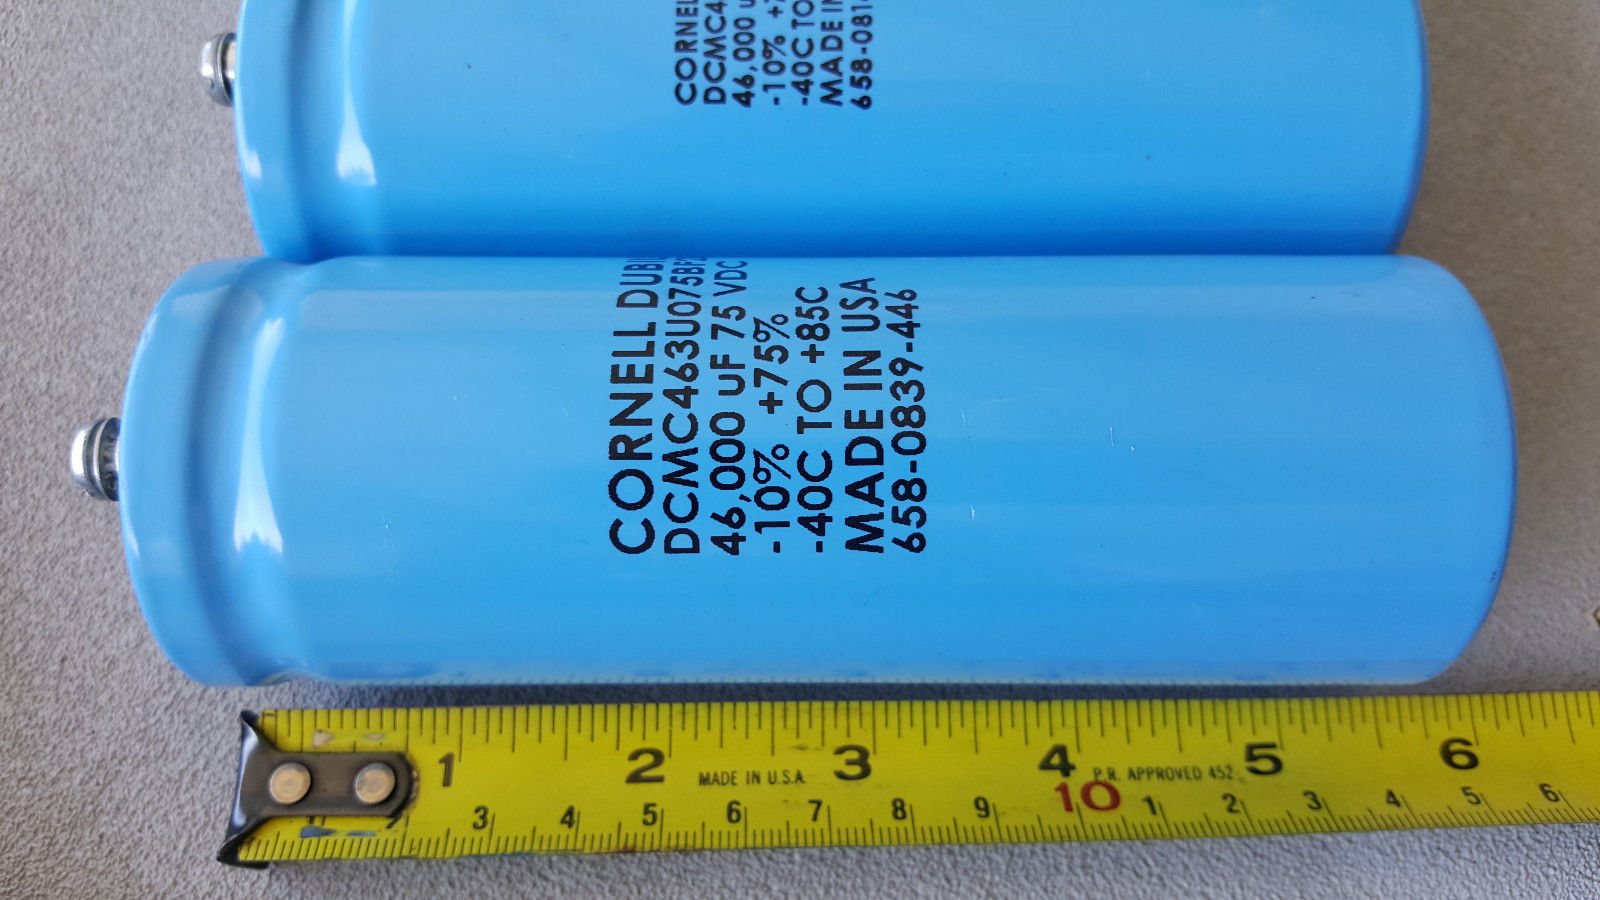 CORNEL
DCMC4
46,000 u
-10% +7
-40C TO
MADE IN
658-081
CORNELL DUBI
DCMC463U075BF
46,000 uF 75 VDC
-10% +75%
-40C TO +85C
MADE IN USA
658-0839-446
1 2 3 4 5 6
MADE IN U.S.A. P.R. APPROVED 452
3 4 5 6 7 8 9 10 1 2 3 4 5 6